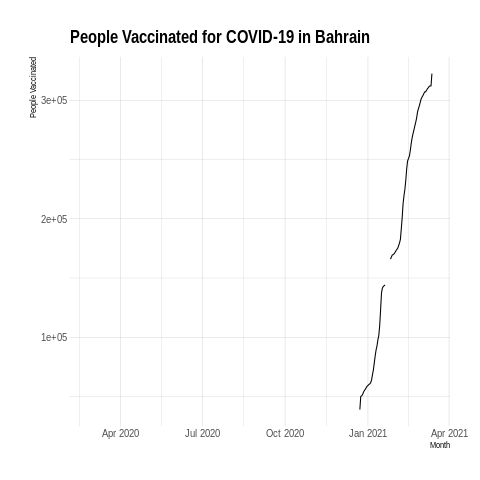 People Vaccinated for COVID-19 in Bahrain
People Vaccinated
3e+05
2e+05
1e+05
Apr 2020 Jul 2020 Oct 2020 Jan 2021 Apr 2021
Month